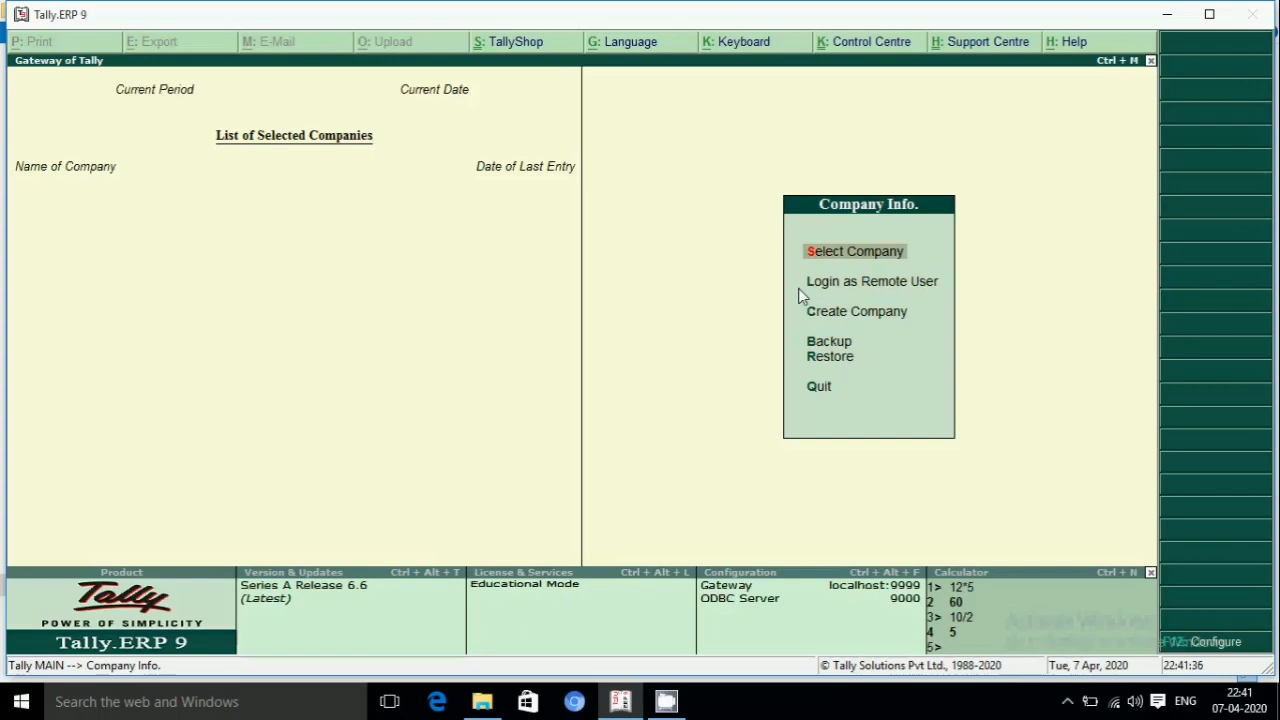 Tally.ERP 9
P: Print E: Export M: E-Mail O: Upload S: TallyShop G: Language K: Keyboard K: Control Centre H: Support Centre H: Help
Gateway of Tally Ctrl + M
Current Period Current Date
List of Selected Companies
Name of Company Date of Last Entry
Company Info.
Select Company
Login as Remote User
Create Company
Backup
Restore
Quit
Product Version & Updates Ctrl + Alt + T License & Services Ctrl + Alt + L Configuration Ctrl + Alt + F Calculator Ctrl + N
Tally
POWER OF SIMPLICITY
Tally.ERP 9
Series A Release 6.6
(Latest)
Educational Mode
Gateway localhost:9999
ODBC Server 9000
1> 12*5
2 60
3> 10/2
4 5
5>
Activate Windows
F12: Configure
Tally MAIN --> Company Info. © Tally Solutions Pvt Ltd., 1988-2020 Tue, 7 Apr, 2020 22:41:36
Search the web and Windows
ENG
22:41
07-04-2020